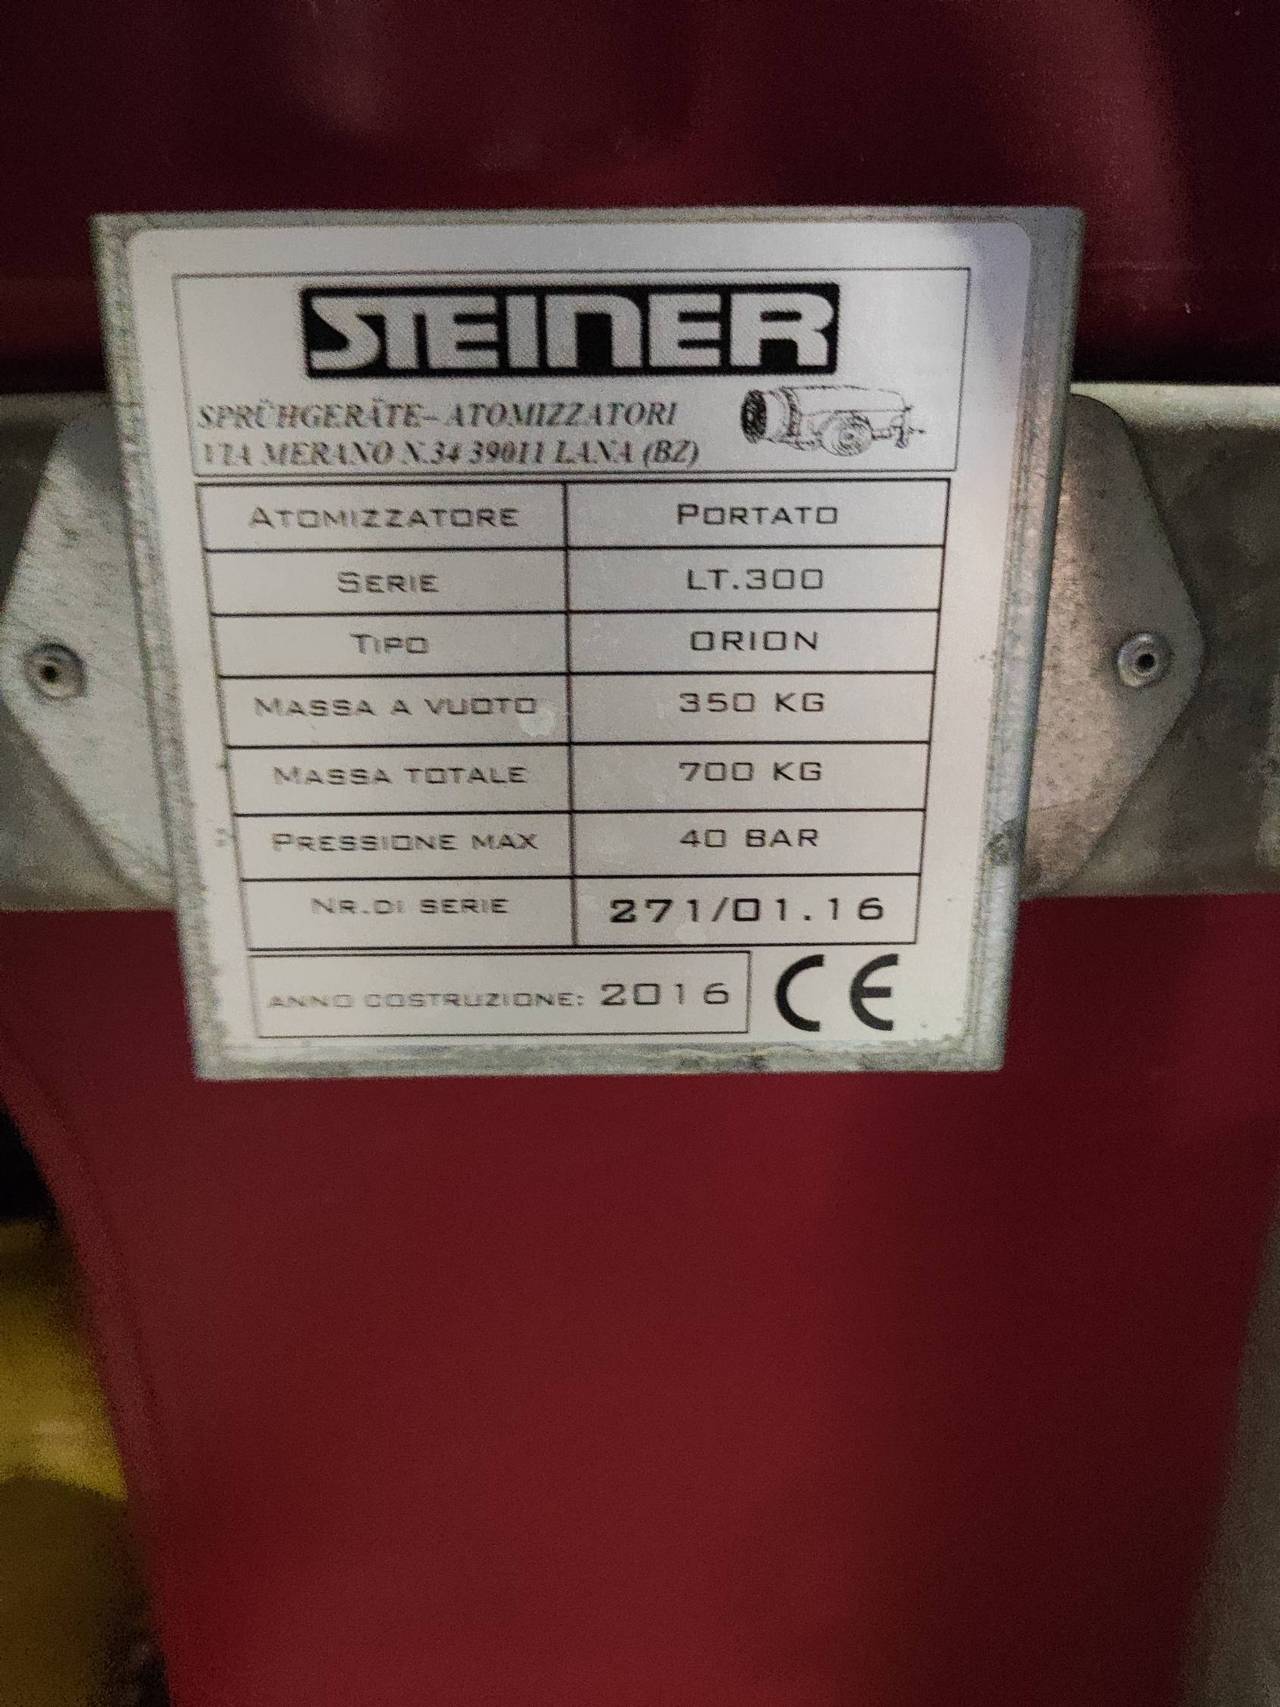 STEINER
SPRÜHGERÄTE-ATOMIZZATORI
VIA MERANO N.34 39011 LANA (BZ)
ATOMIZZATORE PORTATO
SERIE LT.300
TIPO ORION
MASSA A VUOTO 350 KG
MASSA TOTALE 700 KG
PRESSIONE MAX 40 BAR
NR.DI SERIE 271/01.16
ANNO COSTRUZIONE: 2016 CE